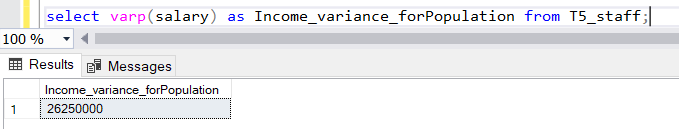 select varp(salary) as Income_variance_forPopulation from T5_staff;
100 %
Results Messages
Income_variance_forPopulation
1 26250000